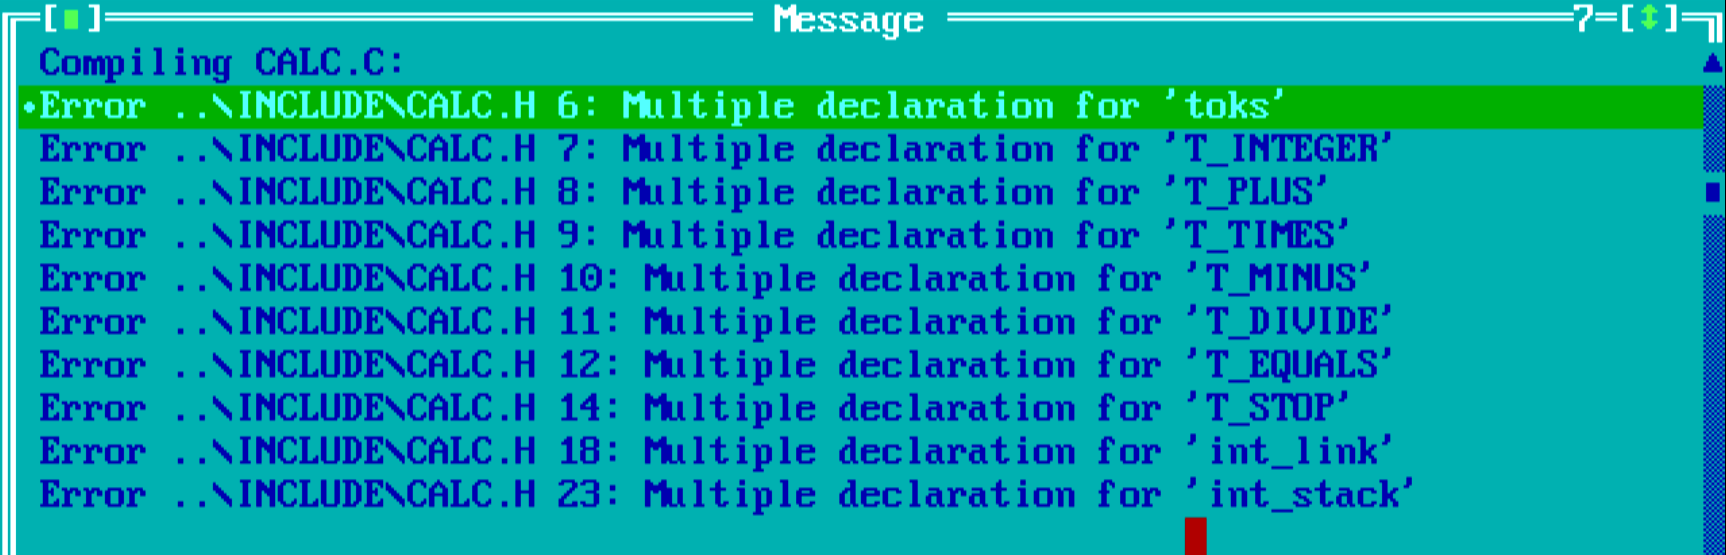 [■]
Message
7=[↕]
Compiling CALC.C:
•Error ..\INCLUDE\CALC.H 6: Multiple declaration for 'toks'
Error ..\INCLUDE\CALC.H 7: Multiple declaration for 'T_INTEGER'
Error ..\INCLUDE\CALC.H 8: Multiple declaration for 'T_PLUS'
Error ..\INCLUDE\CALC.H 9: Multiple declaration for 'T_TIMES'
Error ..\INCLUDE\CALC.H 10: Multiple declaration for 'T_MINUS'
Error ..\INCLUDE\CALC.H 11: Multiple declaration for 'T_DIVIDE'
Error ..\INCLUDE\CALC.H 12: Multiple declaration for 'T_EQUALS'
Error ..\INCLUDE\CALC.H 14: Multiple declaration for 'T_STOP'
Error ..\INCLUDE\CALC.H 18: Multiple declaration for 'int_link'
Error ..\INCLUDE\CALC.H 23: Multiple declaration for 'int_stack'